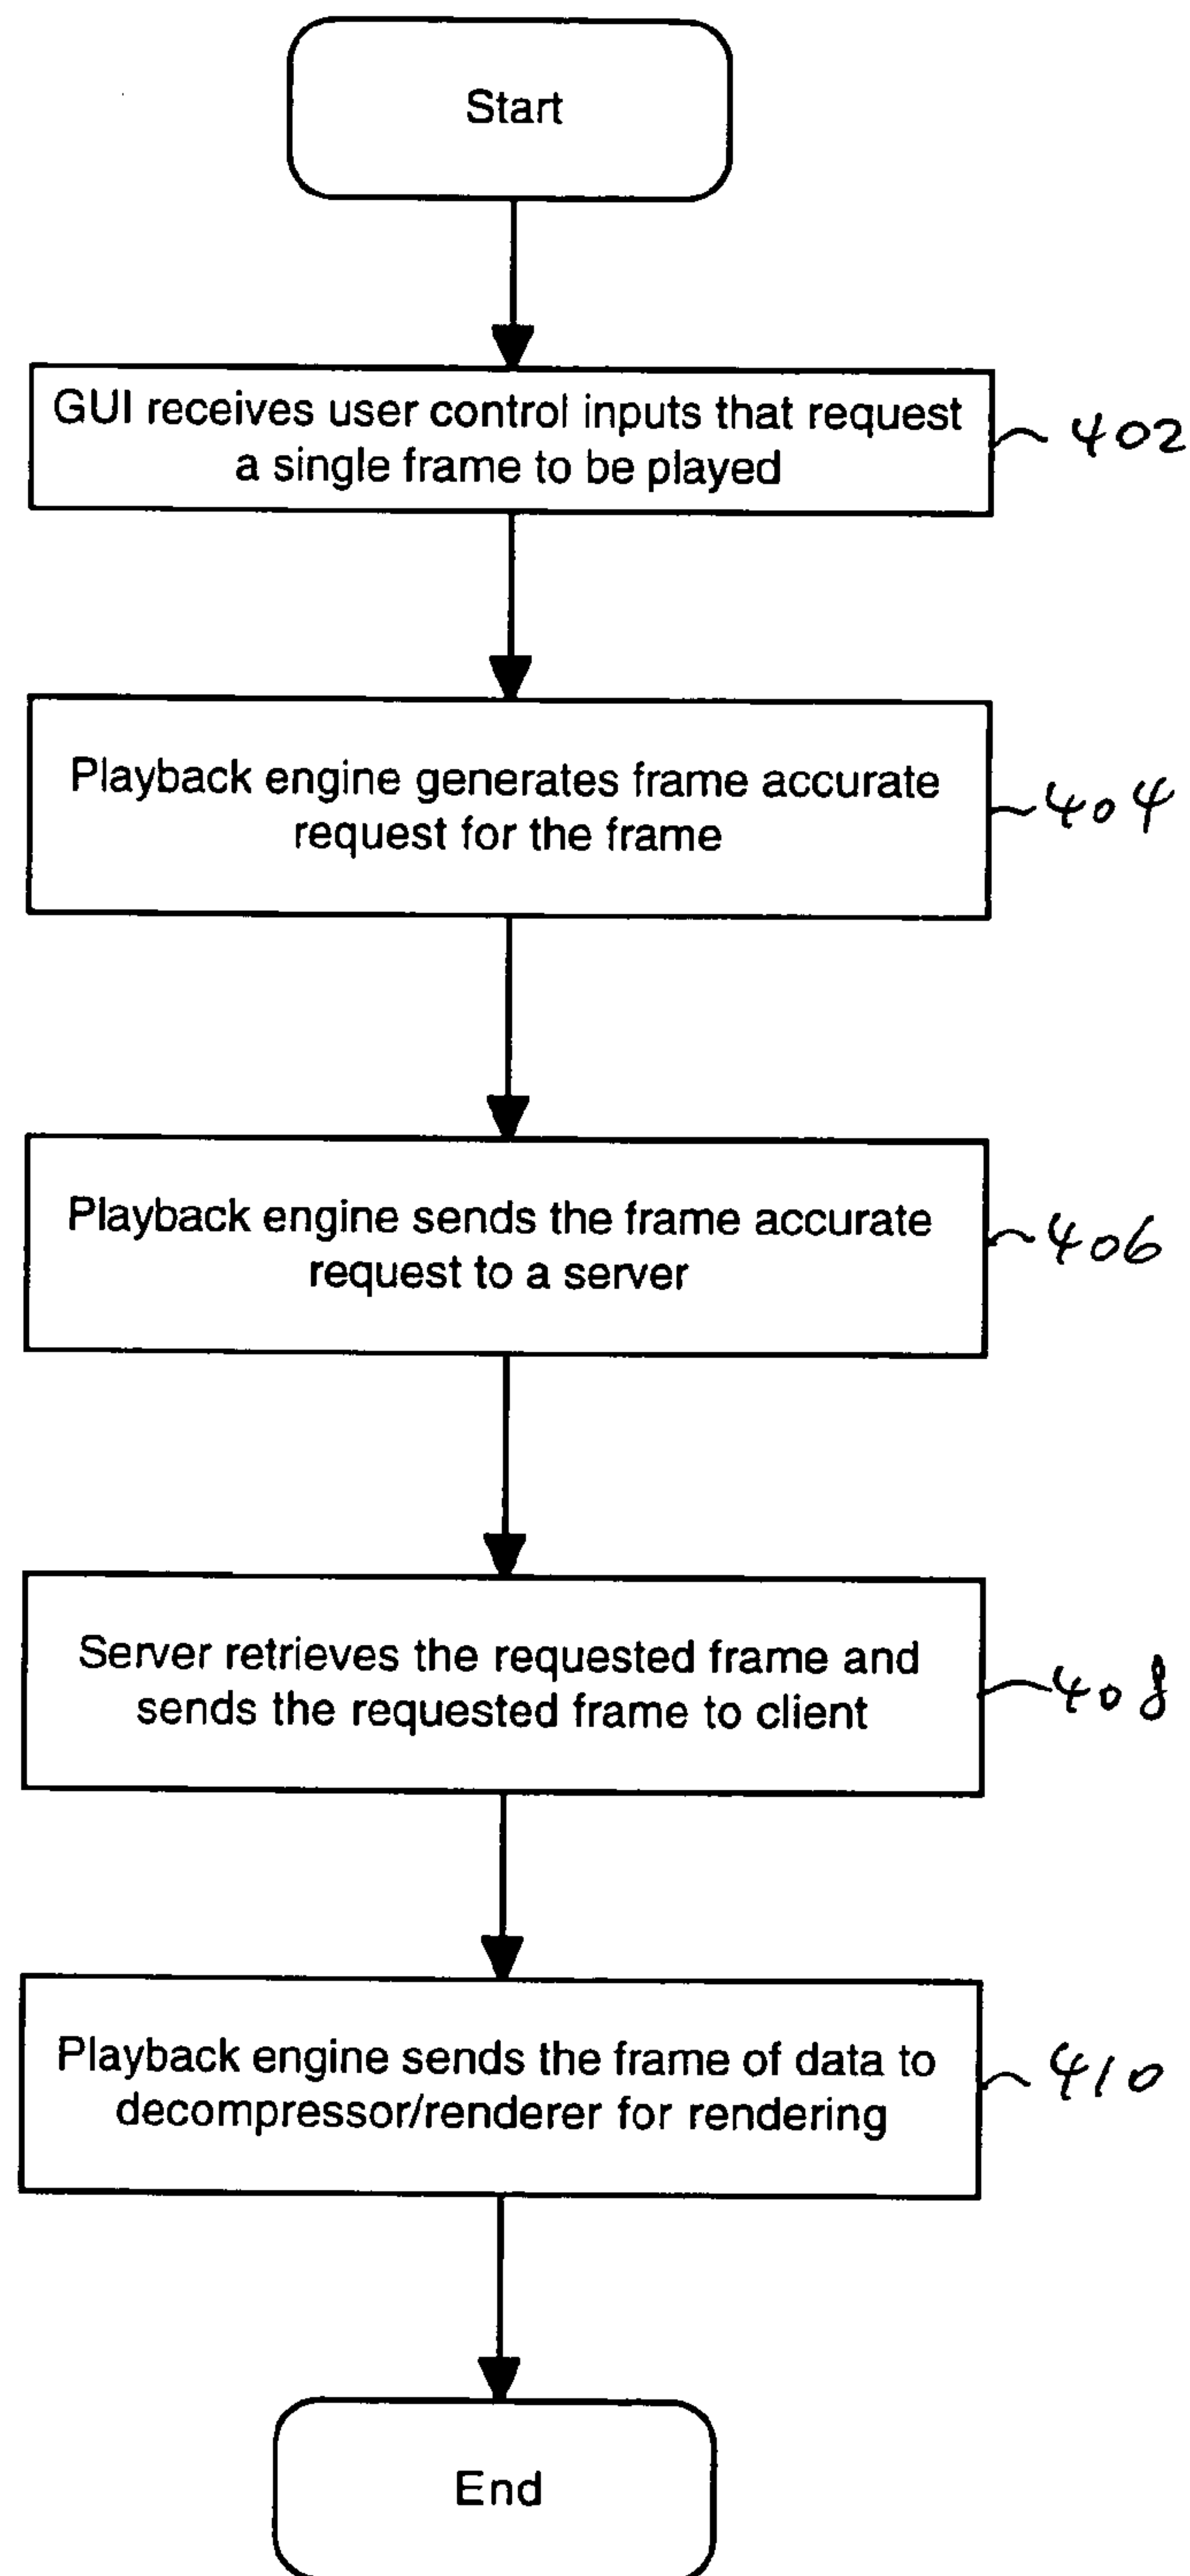 Start
GUI receives user control inputs that request
a single frame to be played
402
Playback engine generates frame accurate
request for the frame
404
Playback engine sends the frame accurate
request to a server
406
Server retrieves the requested frame and
sends the requested frame to client
408
Playback engine sends the frame of data to
decompressor/renderer for rendering
410
End